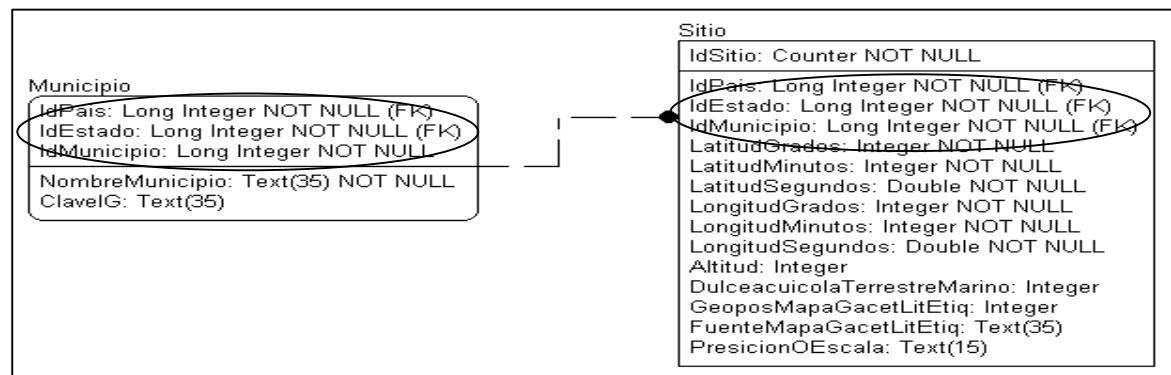 Municipio
IdPais: Long Integer NOT NULL (FK)
IdEstado: Long Integer NOT NULL (FK)
IdMunicipio: Long Integer NOT NULL
NombreMunicipio: Text(35) NOT NULL
ClaveIG: Text(35)
Sitio
IdSitio: Counter NOT NULL
IdPais: Long Integer NOT NULL (FK)
IdEstado: Long Integer NOT NULL (FK)
IdMunicipio: Long Integer NOT NULL (FK)
LatitudGrados: Integer NOT NULL
LatitudMinutos: Integer NOT NULL
LatitudSegundos: Double NOT NULL
LongitudGrados: Integer NOT NULL
LongitudMinutos: Integer NOT NULL
LongitudSegundos: Double NOT NULL
Altitud: Integer
DulceacuicolaTerrestreMarino: Integer
GeoposMapaGacetLitEtiq: Integer
FuenteMapaGacetLitEtiq: Text(35)
PresicionOEscala: Text(15)